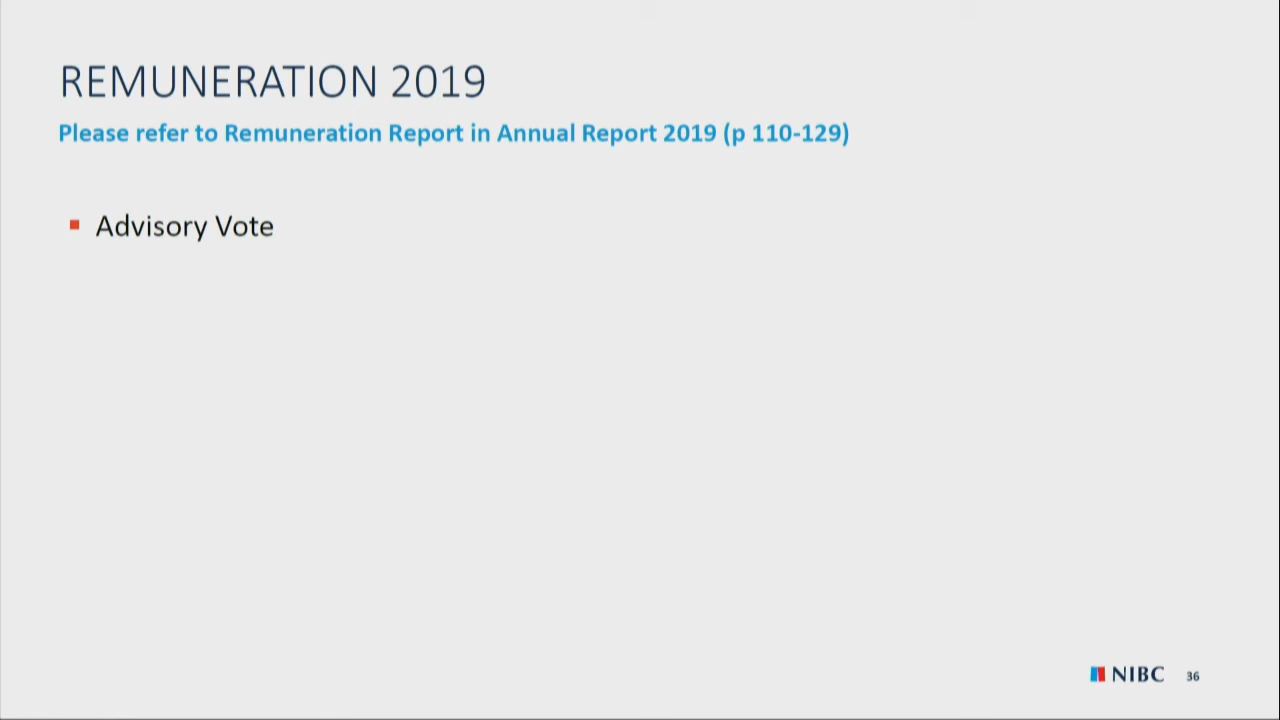 REMUNERATION 2019
Please refer to Remuneration Report in Annual Report 2019 (p 110-129)
Advisory Vote
NIBC 36